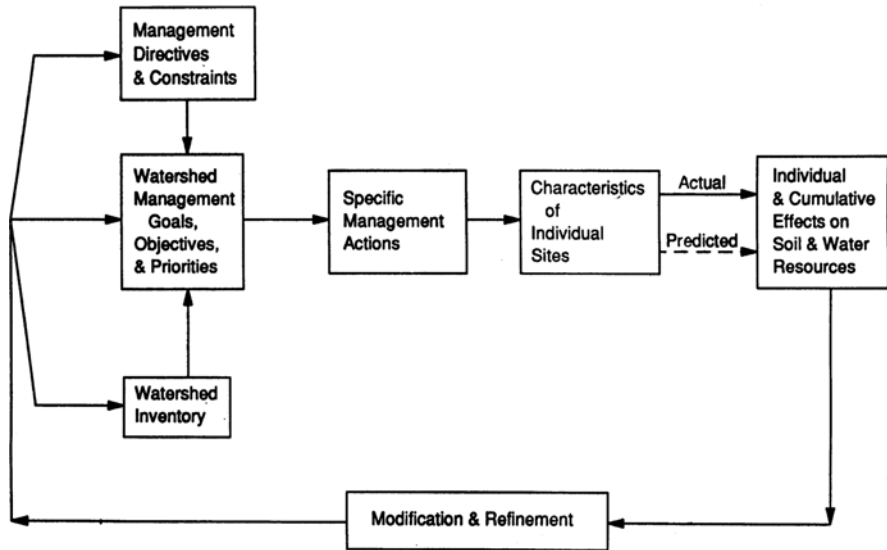 Management
Directives
& Constraints
Watershed
Management
Goals,
Objectives,
& Priorities
Watershed
Inventory
Specific
Management
Actions
Characteristics
of
Individual
Sites
Actual
Predicted
Individual
& Cumulative
Effects on
Soil & Water
Resources
Modification & Refinement